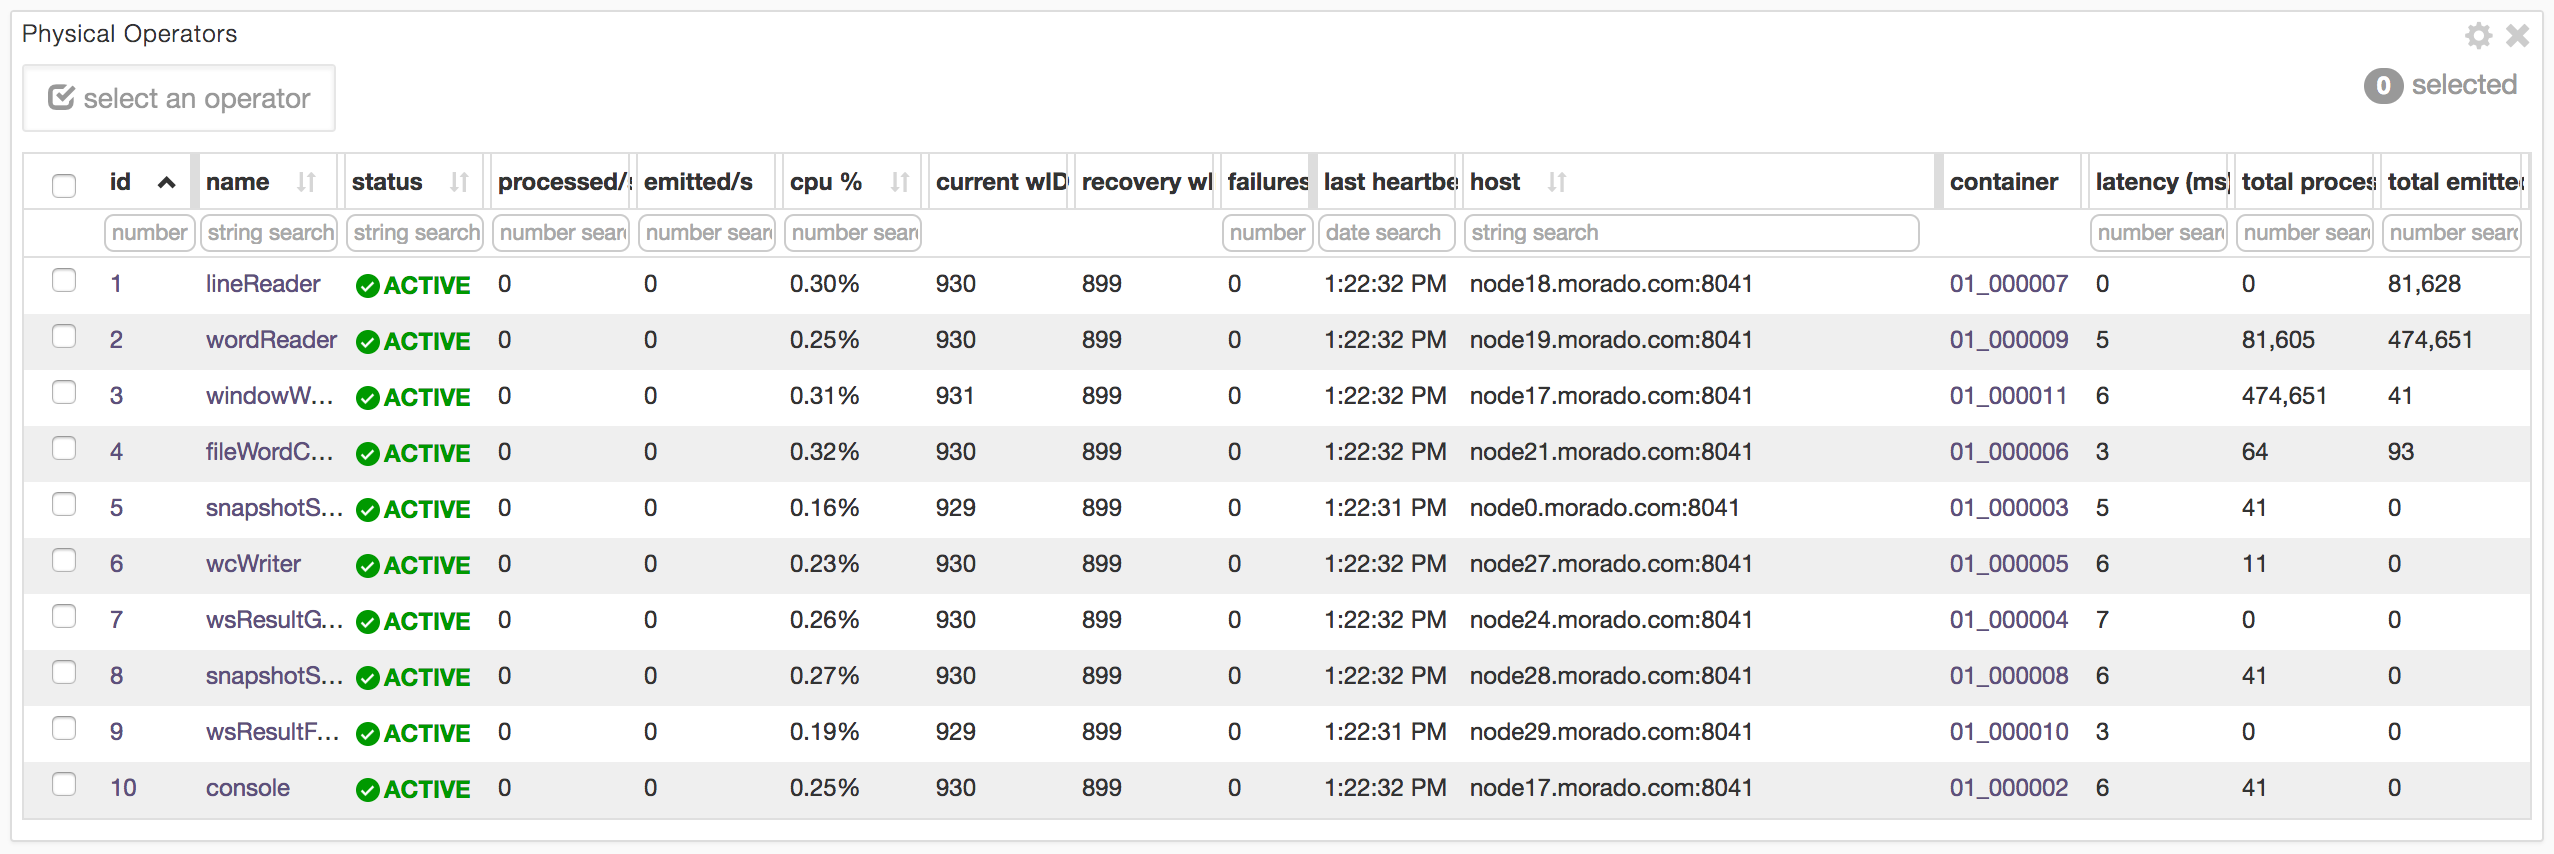 Physical Operators
select an operator
0 selected
id name status processed/s emitted/s cpu % current wID recovery wI failures last heartbe host container latency (ms) total proces total emitte
number string search string search number sear number sear number sear number date search string search number sear number sear number searc
1 lineReader ACTIVE 0 0 0.30% 930 899 0 1:22:32 PM node18.morado.com:8041 01_000007 0 0 81,628
2 wordReader ACTIVE 0 0 0.25% 930 899 0 1:22:32 PM node19.morado.com:8041 01_000009 5 81,605 474,651
3 windowW... ACTIVE 0 0 0.31% 931 899 0 1:22:32 PM node17.morado.com:8041 01_000011 6 474,651 41
4 fileWordC... ACTIVE 0 0 0.32% 930 899 0 1:22:32 PM node21.morado.com:8041 01_000006 3 64 93
5 snapshotS... ACTIVE 0 0 0.16% 929 899 0 1:22:31 PM node0.morado.com:8041 01_000003 5 41 0
6 wcWriter ACTIVE 0 0 0.23% 930 899 0 1:22:32 PM node27.morado.com:8041 01_000005 6 11 0
7 wsResultG... ACTIVE 0 0 0.26% 930 899 0 1:22:32 PM node24.morado.com:8041 01_000004 7 0 0
8 snapshotS... ACTIVE 0 0 0.27% 930 899 0 1:22:32 PM node28.morado.com:8041 01_000008 6 41 0
9 wsResultF... ACTIVE 0 0 0.19% 929 899 0 1:22:31 PM node29.morado.com:8041 01_000010 3 0 0
10 console ACTIVE 0 0 0.25% 930 899 0 1:22:32 PM node17.morado.com:8041 01_000002 6 41 0